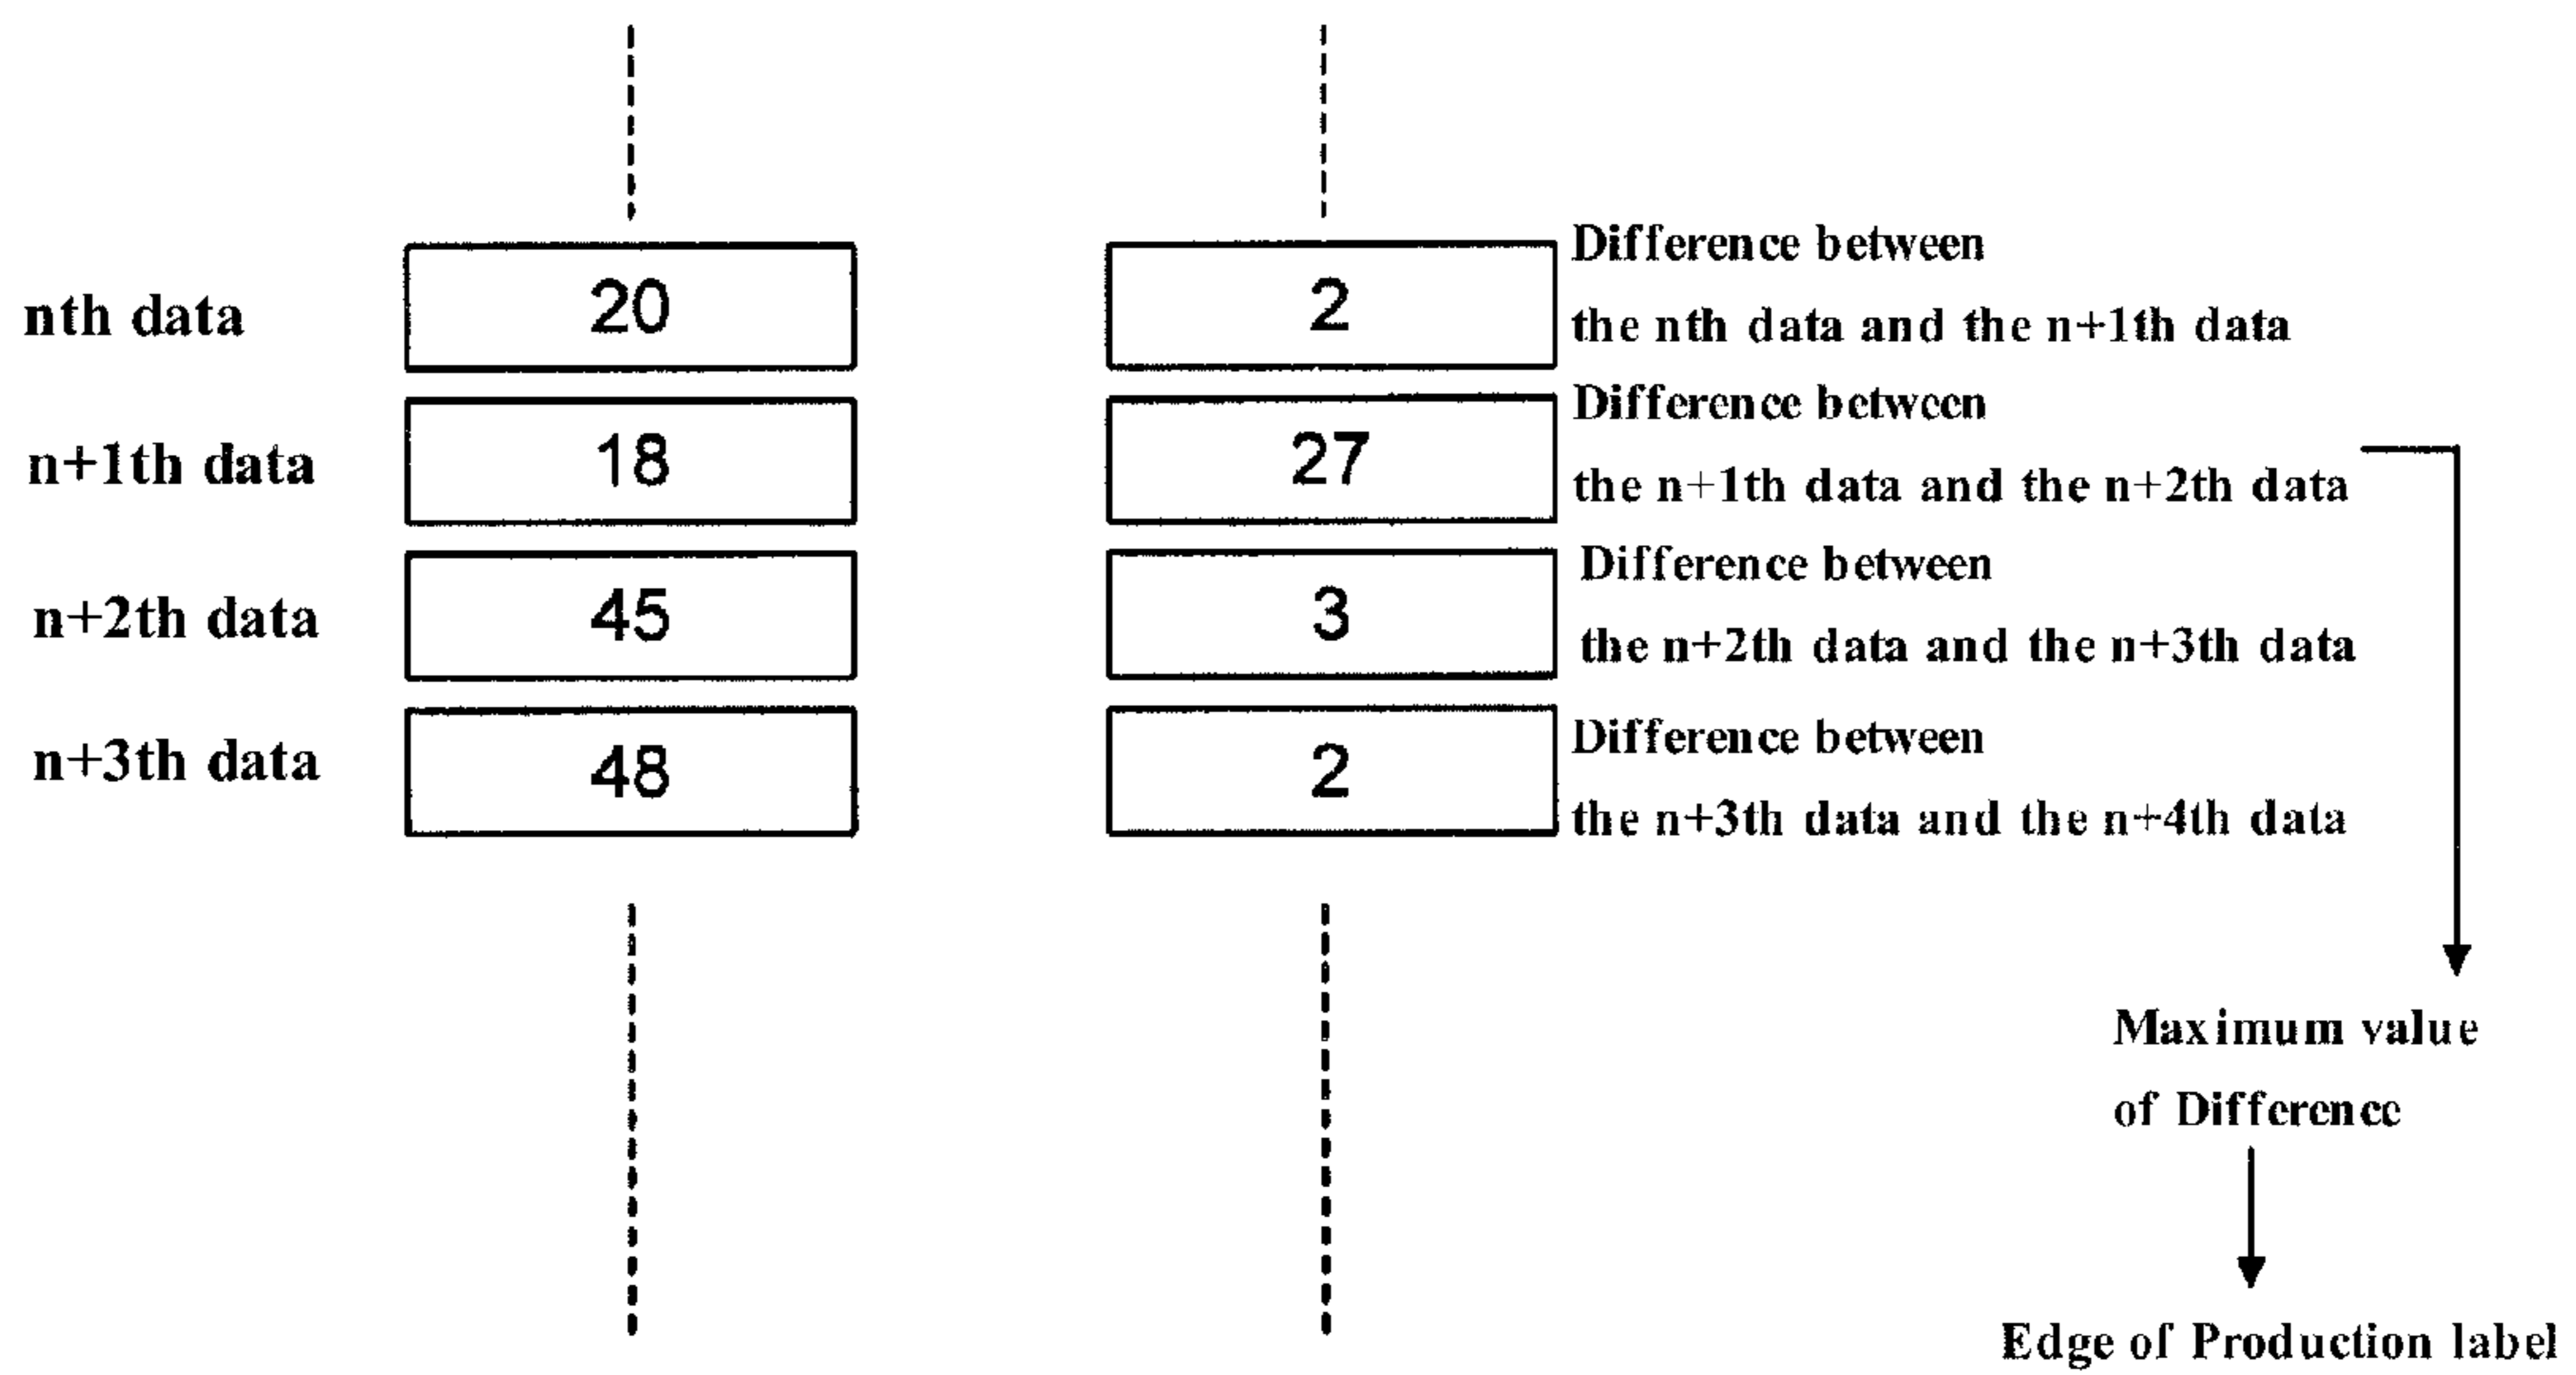 nth data
20
2
Difference between
the nth data and the n+1th data
n+1th data
18
27
Difference between
the n+1th data and the n+2th data
n+2th data
45
3
Difference between
the n+2th data and the n+3th data
n+3th data
48
2
Difference between
the n+3th data and the n+4th data
Maximum value
of Difference
Edge of Production label